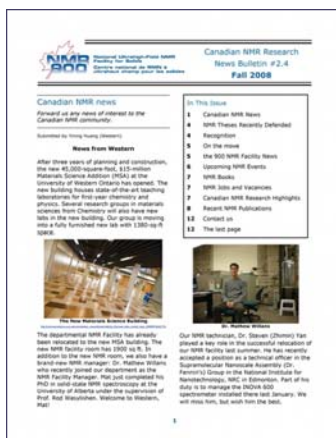 NMR
900
National Ultrahigh-Field NMR
Facility for Solids
Centre national de RMN à
ultrahaut champ pour les solides
Canadian NMR Research
News Bulletin #2.4
Fall 2008
Canadian NMR news
Forward us any news of interest to the
Canadian NMR community.
Submitted by Yining Huang (Western)
News from Western
After three years of planning and construction,
the new 45,000-square-foot, $15-million
Materials Science Addition (MSA) at the
University of Western Ontario has opened. The
new building houses state-of-the-art teaching
laboratories for first-year chemistry and
physics. Several research groups in materials
sciences from Chemistry will also have new
labs in the new building. Our group is moving
into a fully furnished new lab with 1380-sq-ft
space.
The New Materials Science Building
The departmental NMR Facility has already
been relocated to the new MSA building. The
new NMR facility room has 1900 sq ft. In
addition to the new NMR room, we also have a
brand-new NMR manager: Dr. Mathew Willans
who recently joined our department as the
NMR Facility Manager. Mat just completed his
PhD in solid-state NMR spectroscopy at the
University of Alberta under the supervision of
Prof. Rod Wasylishen. Welcome to Western,
Mat!
In This Issue
1 Canadian NMR News
4 NMR Theses Recently Defended
4 Recognition
5 On the move
5 the 900 NMR Facility News
6 Upcoming NMR Events
7 NMR Books
7 NMR Jobs and Vacancies
7 Canadian NMR Research Highlights
8 Recent NMR Publications
12 Contact us
12 The last page
Dr. Mathew Willans
Our NMR technician, Dr. Steven (Zhimin) Fan
played a key role in the successful relocation of
our NMR facility last summer. He has recently
accepted a position as a technical officer in the
Supramolecular Nanoscale Assembly (Dr.
Fenniri's) Group in the National Institute for
Nanotechnology, NRC in Edmonton. Part of his
duty is to manage the INOVA 600
spectrometer installed there last January. We
will miss him, but wish him the best.
1